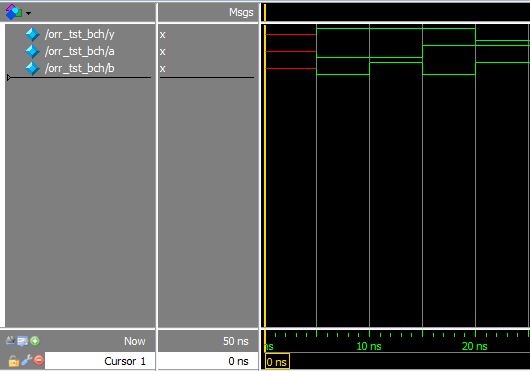 Msgs
/orr_tst_bch/y x
/orr_tst_bch/a x
/orr_tst_bch/b x
Now 50 ns ns 10 ns 20 ns
Cursor 1 0 ns 0 ns